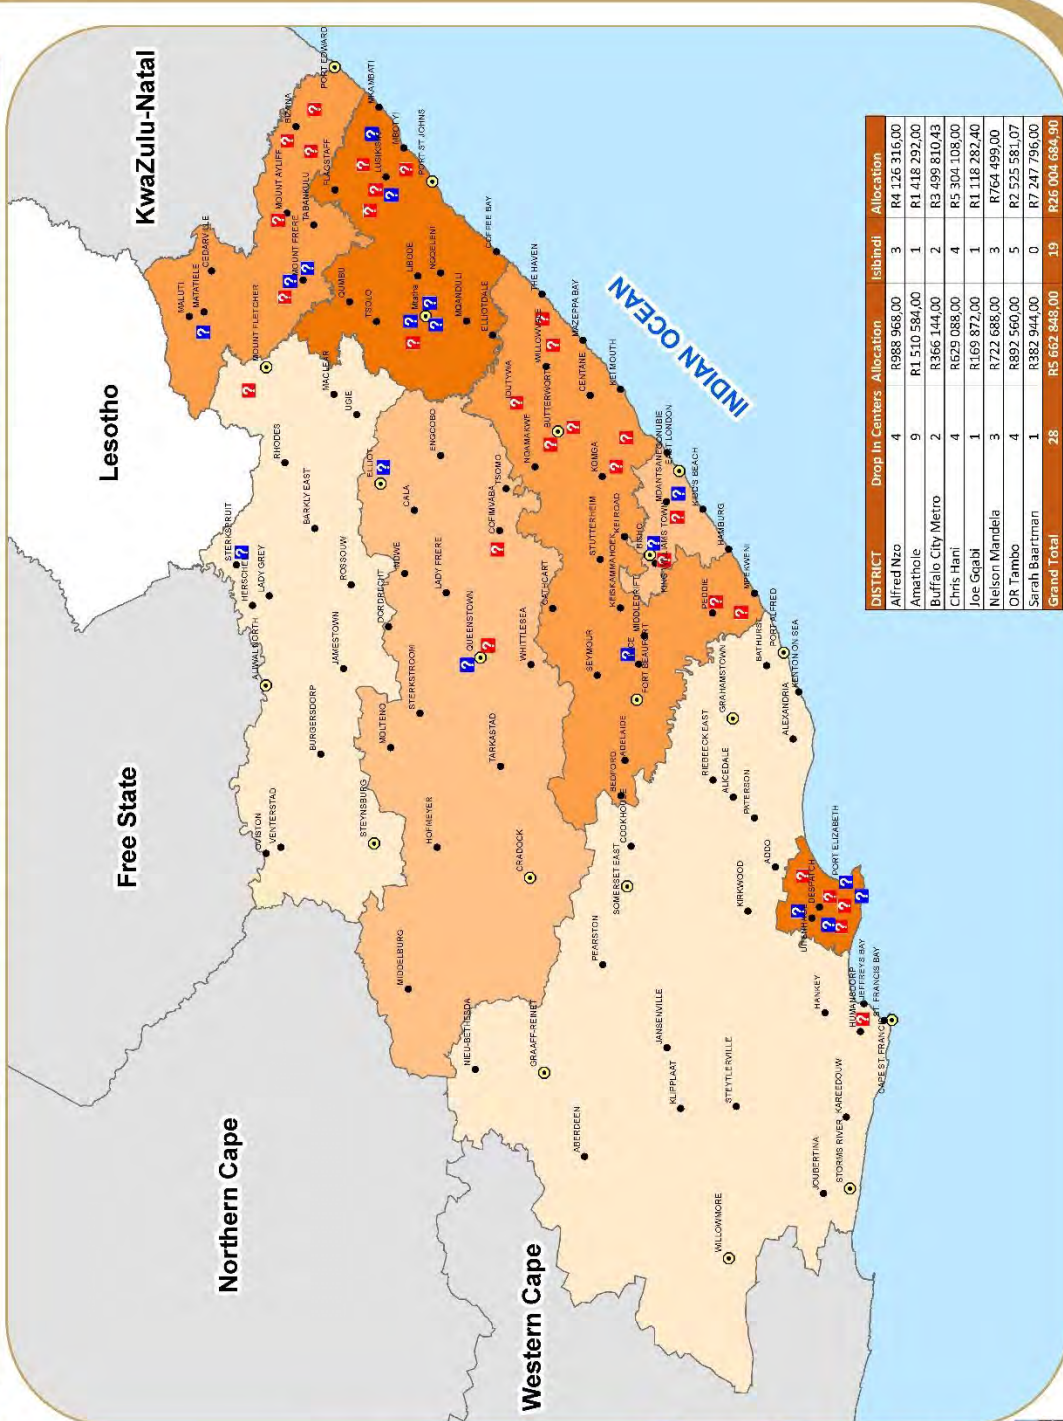 KwaZulu-Natal
Lesotho
Free State
Northern Cape
Western Cape
INDIAN OCEAN
PORT EDWARD
BIZANA
MKAMBATI
MALUTI
MATATIELE
CEDARVILLE
MOUNT AYLIFF
TABANKULU
FLAGSTAFF
MOUNT FRERE
LUSIKISIKI
MBOTYI
PORT ST JOHNS
MOUNT FLETCHER
QUMBU
TSOLO
LIBODE
NGQELENI
Mthatha
MQANDULI
COFFEE BAY
ELLIOTDALE
THE HAVEN
MACLEAR
UGIE
RHODES
BARKLY EAST
ELLIOT
ENGCOBO
CALA
IDUTYWA
WILLOWVALE
MAZEPPA BAY
BUTTERWORTH
CENTANE
NQAMAKWE
TSOMO
COFIMVABA
KEI MOUTH
KOMGA
STERKSPRUIT
HERSCHEL
LADY GREY
ROSSOUW
INDWE
DORDRECHT
LADY FRERE
CATHCART
STUTTERHEIM
KEI ROAD
MDANTSANE
GONUBIE
EAST LONDON
KIDD'S BEACH
BISHO
KING WILLIAMS TOWN
HAMBURG
ALIWAL NORTH
JAMESTOWN
QUEENSTOWN
WHITTLESEA
KEISKAMMAHOEK
MIDDLEDRIFT
PEDDIE
MPEKWENI
SEYMOUR
FORT BEAUFORT
BATHURST
PORT ALFRED
KENTON ON SEA
BURGERSDORP
MOLTENO
STERKSTROOM
TARKASTAD
ADELAIDE
BEDFORD
GRAHAMSTOWN
RIEBEECK EAST
ALICEDALE
ALEXANDRIA
PATERSON
OVISTON
VENTERSTAD
STEYNSBURG
HOFMEYER
CRADOCK
COOKHOUSE
SOMERSET EAST
ADDO
KIRKWOOD
DESPATCH
UITENHAGE
PORT ELIZABETH
MIDDELBURG
PEARSTON
NIEU-BETHESDA
GRAAFF-REINET
JANSENVILLE
KLIPPLAAT
STEYTLERVILLE
HANKEY
HUMANSDORP
JEFFREYS BAY
ST. FRANCIS BAY
CAPE ST. FRANCIS
ABERDEEN
WILLOWMORE
JOUBERTINA
STORMS RIVER
KAREEDOUW
DISTRICT Drop In Centers Allocation Isibindi Allocation
Alfred Nzo 4 R988 968,00 3 R4 126 316,00
Amathole 9 R1 510 584,00 1 R1 418 292,00
Buffalo City Metro 2 R366 144,00 2 R3 499 810,43
Chris Hani 4 R629 088,00 4 R5 304 108,00
Joe Gqabi 1 R169 872,00 1 R1 118 282,40
Nelson Mandela 3 R722 688,00 3 R764 499,00
OR Tambo 4 R892 560,00 5 R2 525 581,07
Sarah Baartman 1 R382 944,00 0 R7 247 796,00
Grand Total 28 R5 662 848,00 19 R26 004 684,90